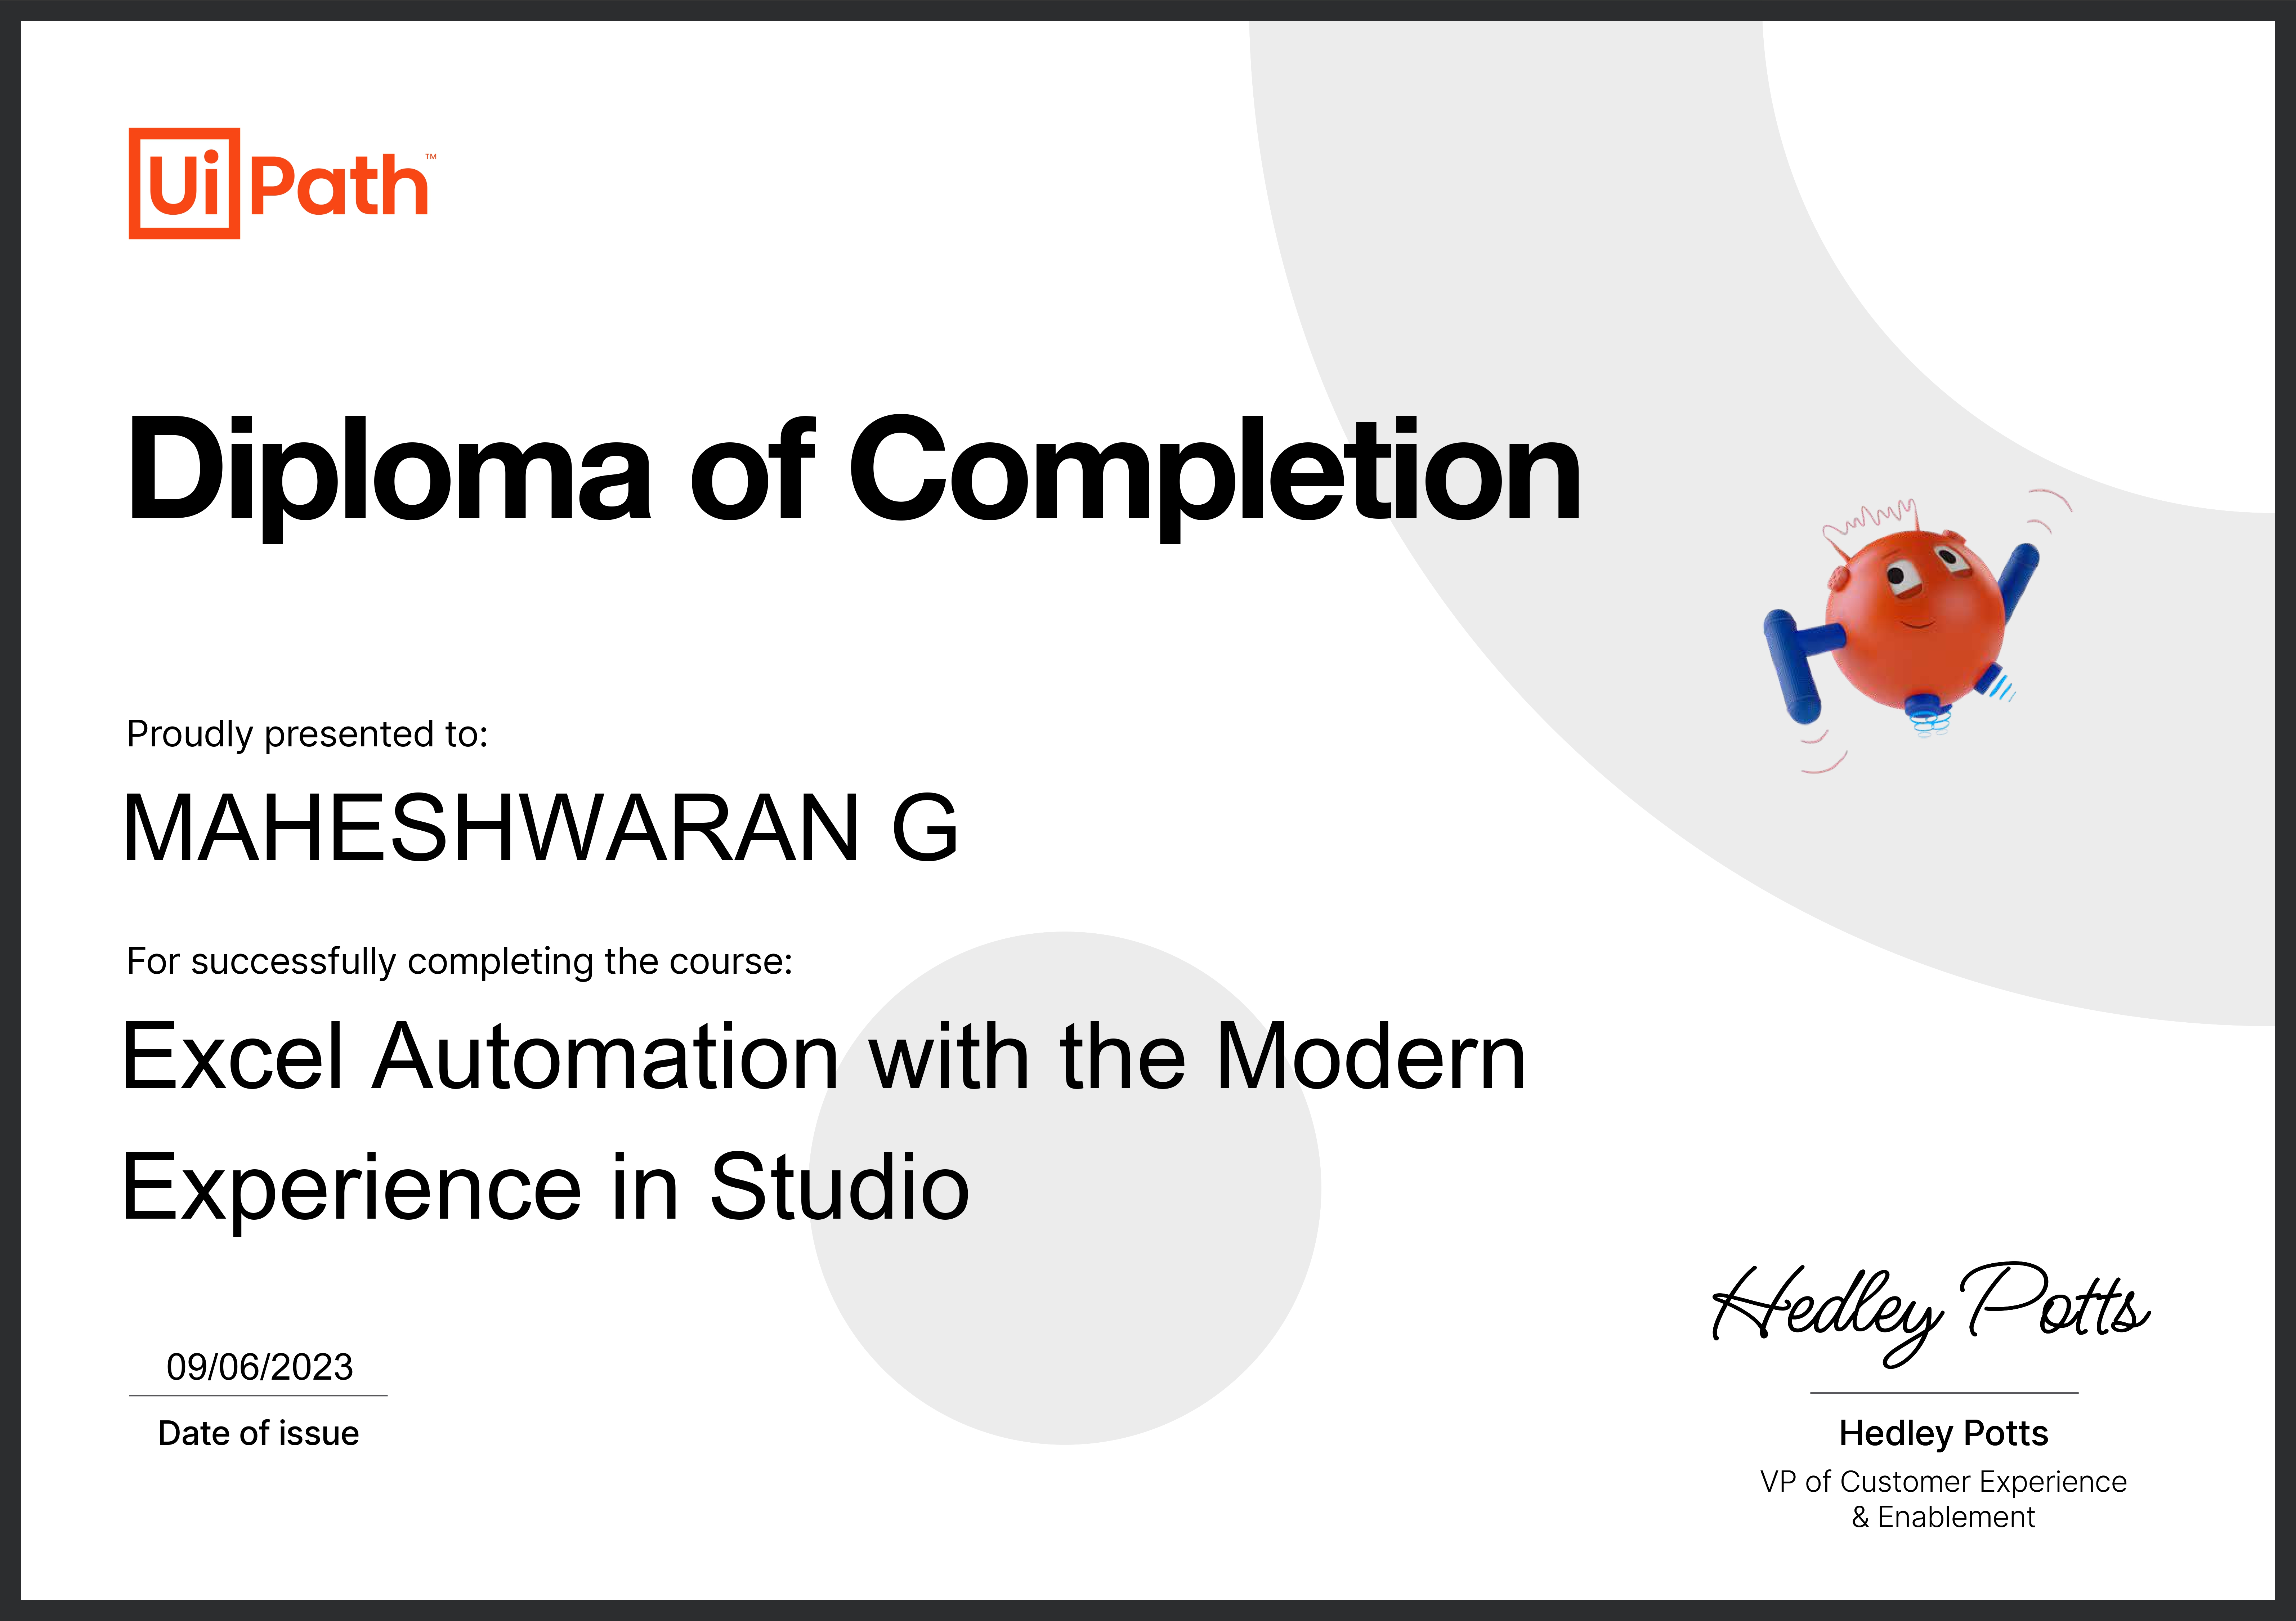 UiPath™
Diploma of Completion
Proudly presented to:
MAHESHWARAN G
For successfully completing the course:
Excel Automation with the Modern
Experience in Studio
09/06/2023
Date of issue
Hedley Potts
Hedley Potts
VP of Customer Experience
& Enablement